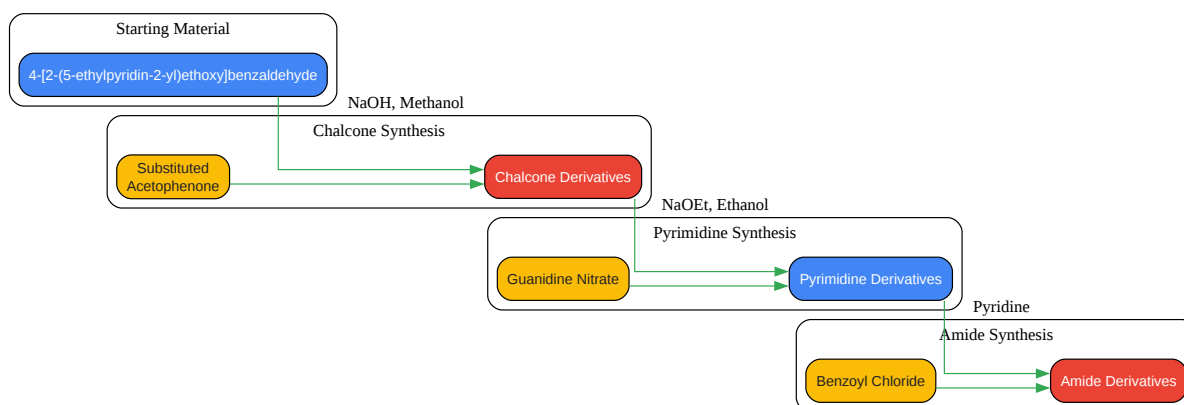 Starting Material
4-[2-(5-ethylpyridin-2-yl)ethoxy]benzaldehyde
NaOH, Methanol
Chalcone Synthesis
Substituted
Acetophenone
Chalcone Derivatives
NaOEt, Ethanol
Pyrimidine Synthesis
Guanidine Nitrate
Pyrimidine Derivatives
Pyridine
Amide Synthesis
Benzoyl Chloride
Amide Derivatives